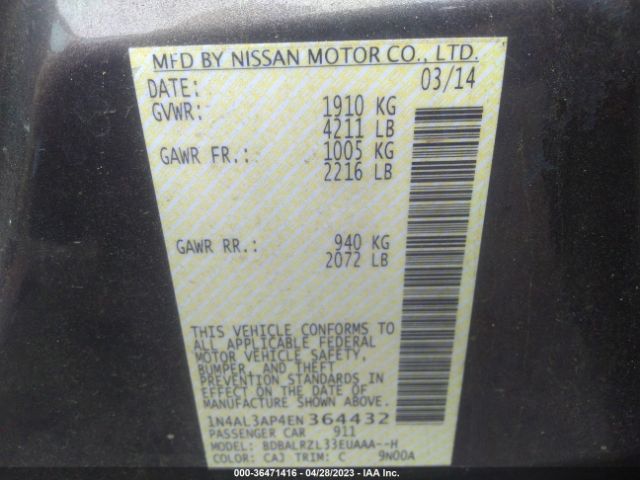 MFD BY NISSAN MOTOR CO., LTD.
DATE: 03/14
GVWR: 1910 KG
4211 LB
GAWR FR.: 1005 KG
2216 LB
GAWR RR.: 940 KG
2072 LB
THIS VEHICLE CONFORMS TO
ALL APPLICABLE FEDERAL
MOTOR VEHICLE SAFETY,
BUMPER, AND THEFT
PREVENTION STANDARDS IN
EFFECT ON THE DATE OF
MANUFACTURE SHOWN ABOVE.
1N4AL3AP4EN364432
PASSENGER CAR 911
MODEL: BDBALRZL33EUAAA--H
COLOR: CAJ TRIM: C 9N00A
000-36471416 - 04/28/2023 - IAA Inc.